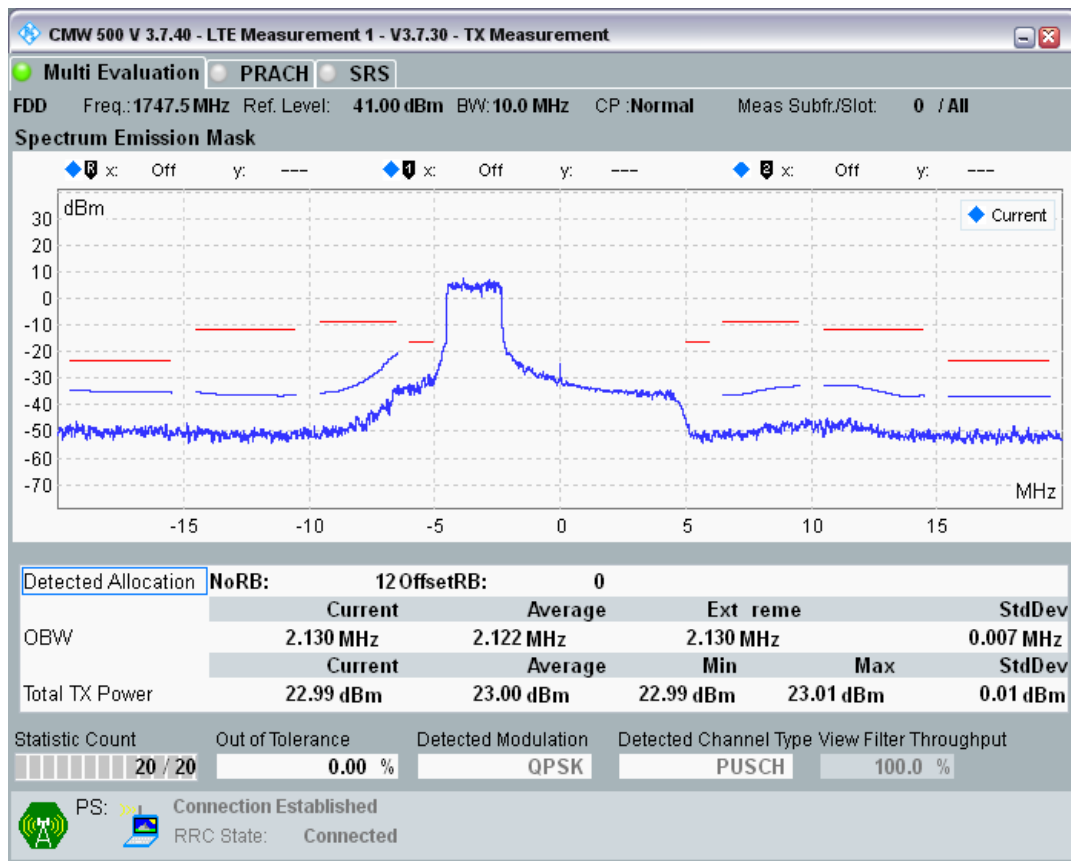 CMW 500 V 3.7.40 - LTE Measurement 1 - V3.7.30 - TX Measurement
Multi Evaluation PRACH SRS
FDD Freq.:1747.5 MHz Ref. Level: 41.00 dBm BW:10.0 MHz CP :Normal Meas Subfr./Slot: 0 / All
Spectrum Emission Mask
R x: Off y: --- 1 x: Off y: --- 2 x: Off y: ---
dBm
Current
30
20
10
0
-10
-20
-30
-40
-50
-60
-70
MHz
-15 -10 -5 0 5 10 15
Detected Allocation NoRB: 12 OffsetRB: 0
Current Average Ext reme StdDev
OBW 2.130 MHz 2.122 MHz 2.130 MHz 0.007 MHz
Current Average Min Max StdDev
Total TX Power 22.99 dBm 23.00 dBm 22.99 dBm 23.01 dBm 0.01 dBm
Statistic Count Out of Tolerance Detected Modulation Detected Channel Type View Filter Throughput
20 / 20 0.00 % QPSK PUSCH 100.0 %
PS: Connection Established
RRC State: Connected